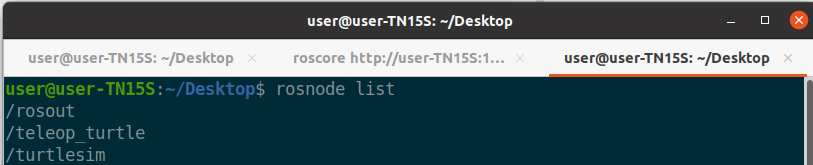 user@user-TN15S: ~/Desktop
user@user-TN15S: ~/Desktop
roscore http://user-TN15S:1...
user@user-TN15S: ~/Desktop
user@user-TN15S:~/Desktop$ rosnode list
/rosout
/teleop_turtle
/turtlesim